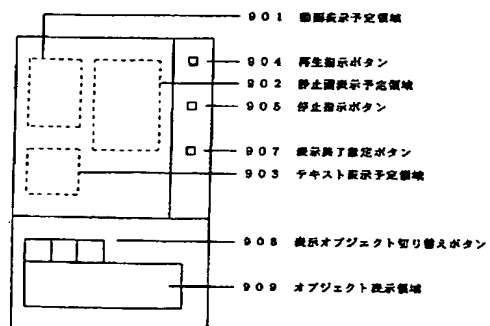 901 動画表示予定領域
904 再生指示ボタン
902 静止画表示予定領域
905 停止指示ボタン
907 表示終了設定ボタン
903 テキスト表示予定領域
908 表示オブジェクト切り替えボタン
909 オブジェクト表示領域